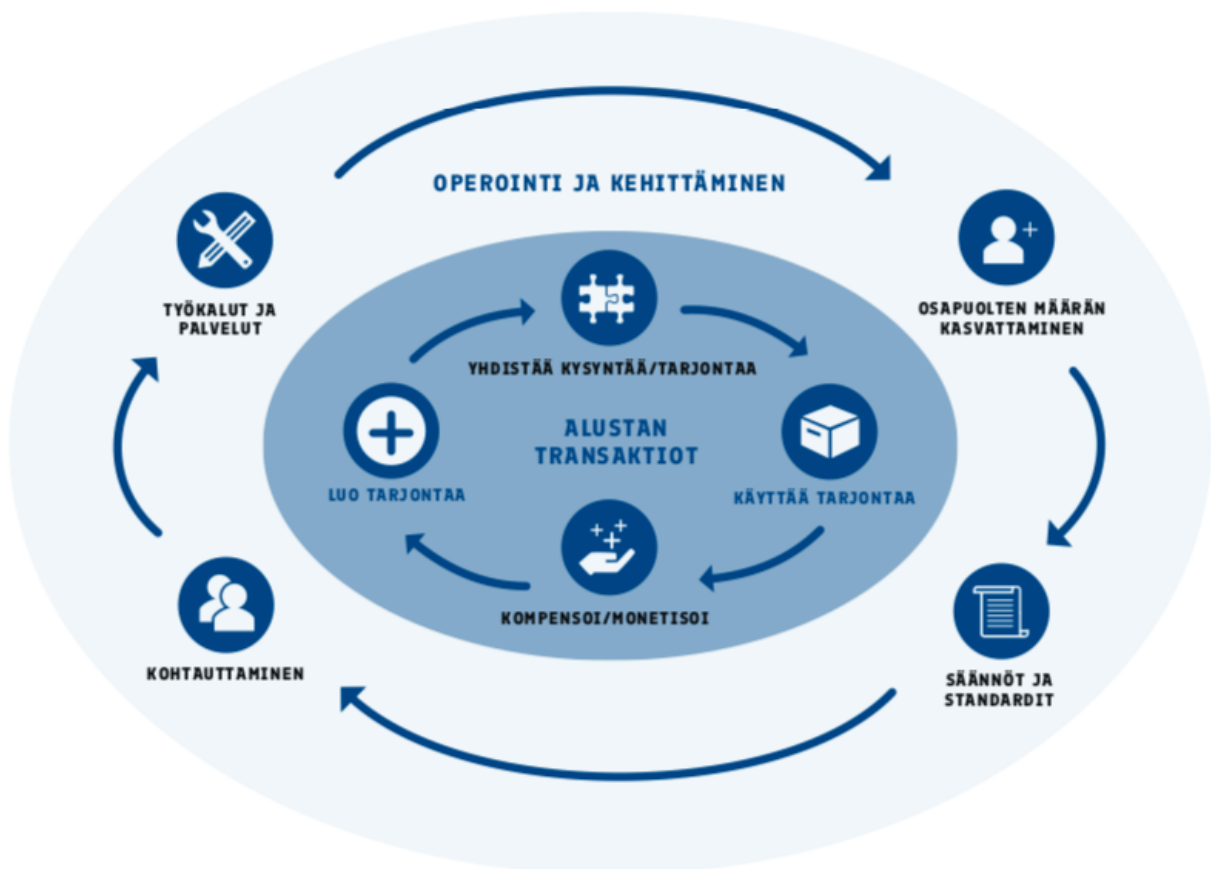 OPEROINTI JA KEHITTÄMINEN
TYÖKALUT JA
PALVELUT
OSAPUOLTEN MÄÄRÄN
KASVATTAMINEN
YHDISTÄÄ KYSYNTÄÄ/TARJONTAA
ALUSTAN
TRANSAKTIOT
LUO TARJONTAA
KÄYTTÄÄ TARJONTAA
KOMPENSOI/MONETISOI
KOHTAUTTAMINEN
SÄÄNNÖT JA
STANDARDIT